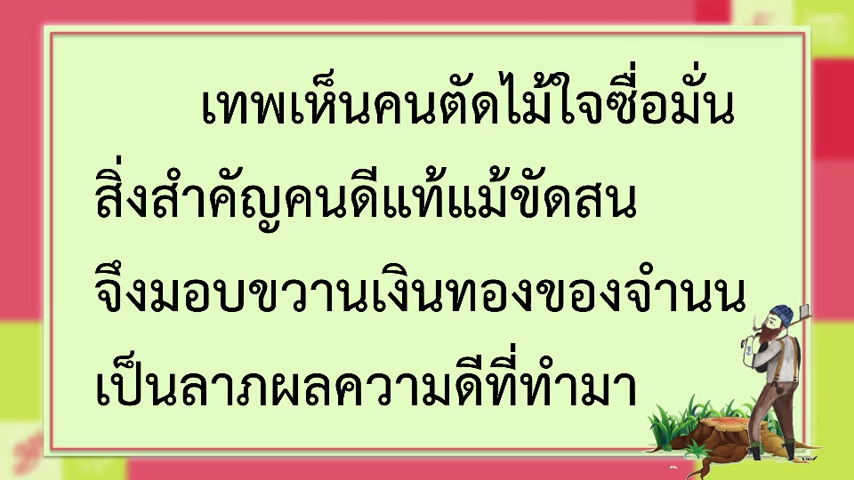 เทพเห็นคนตัดไม้ใจซื่อมั่น
สิ่งสำคัญคนดีแท้แม้ขัดสน
จึงมอบขวานเงินทองของจำนน
เป็นลาภผลความดีที่ทำมา